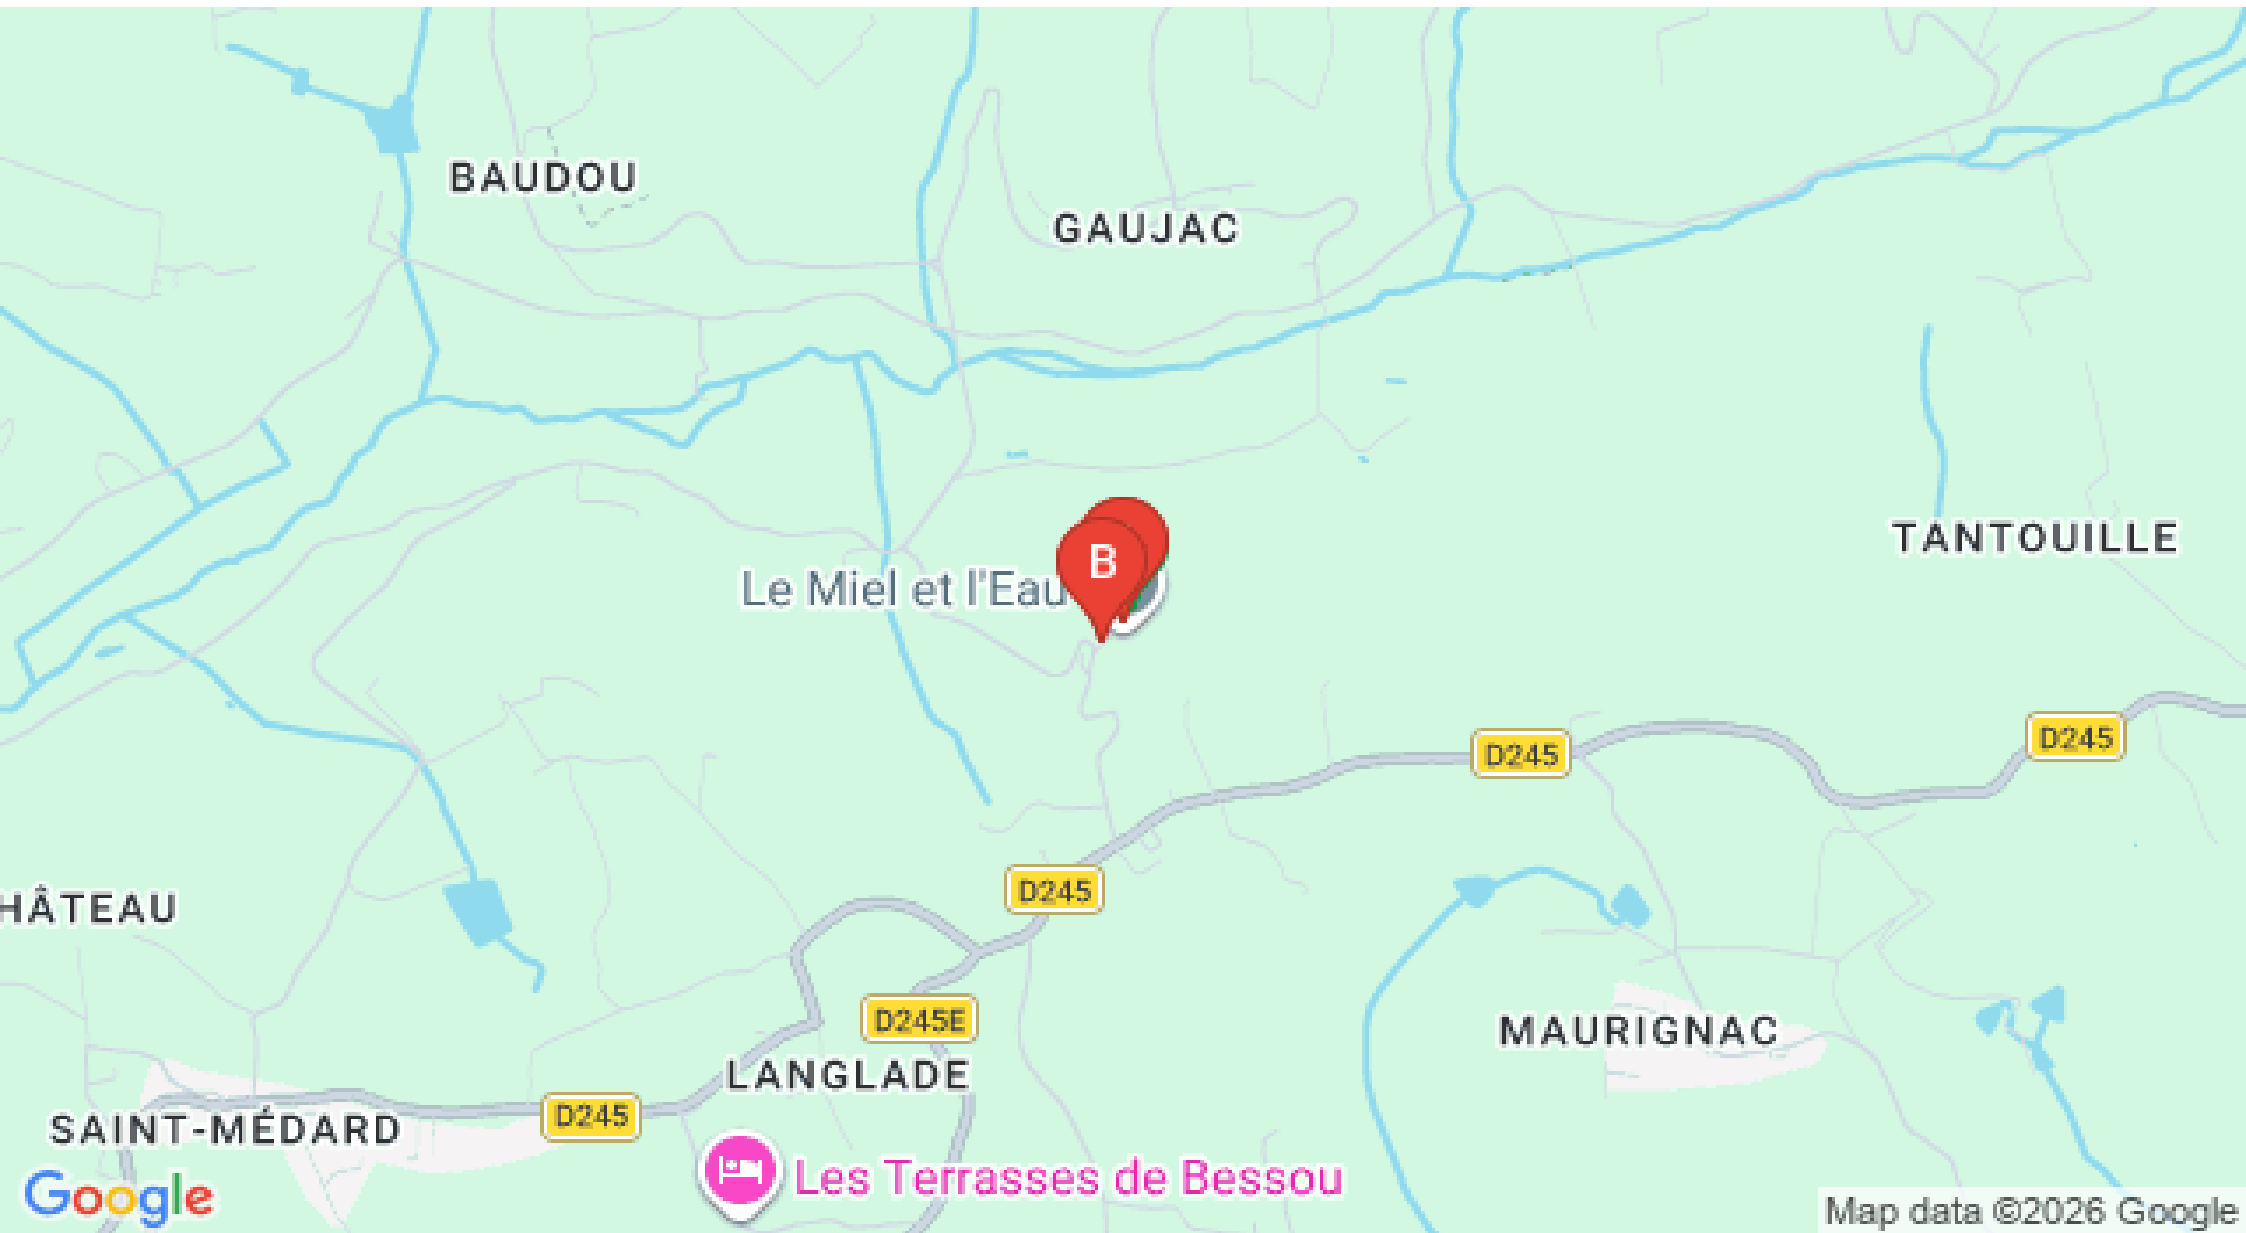 BAUDOU
GAUJAC
TANTOUILLE
B
Le Miel et l'Eau
D245
D245
D245
HÂTEAU
D245E
MAURIGNAC
LANGLADE
D245
SAINT-MÉDARD
Les Terrasses de Bessou
Google
Map data ©2026 Google